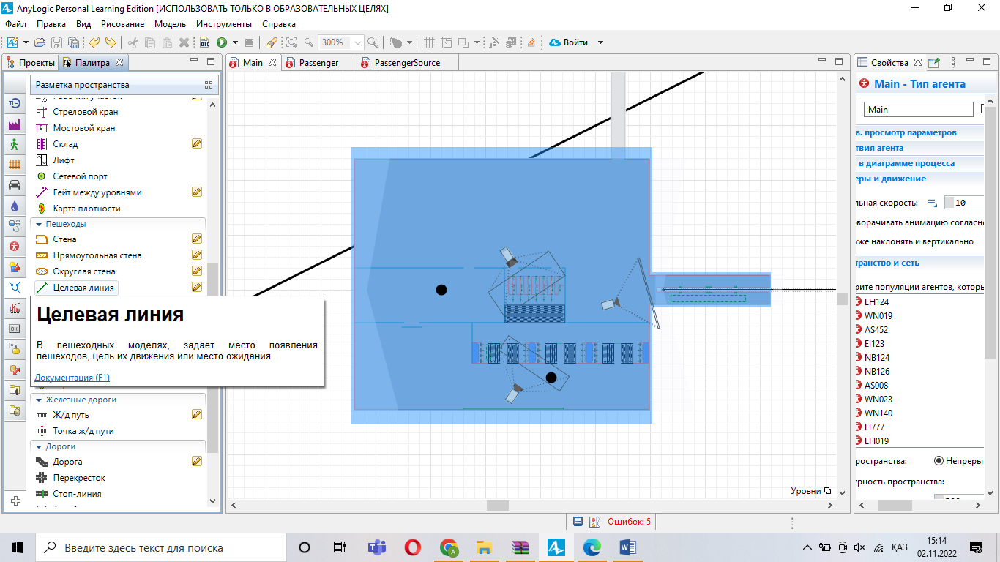 AnyLogic Personal Learning Edition [ИСПОЛЬЗОВАТЬ ТОЛЬКО В ОБРАЗОВАТЕЛЬНЫХ ЦЕЛЯХ]
Файл Правка Вид Рисование Модель Инструменты Справка
300% Войти
Проекты Палитра Main Passenger PassengerSource Свойства
Разметка пространства
Стреловой кран
Мостовой кран
Склад
Лифт
Сетевой порт
Гейт между уровнями
Карта плотности
Пешеходы
Стена
Прямоугольная стена
Округлая стена
Целевая линия
Целевая линия
В пешеходных моделях, задает место появления
пешеходов, цель их движения или место ожидания.
Документация (F1)
Железные дороги
Ж/д путь
Точка ж/д пути
Дороги
Дорога
Перекресток
Стоп-линия
Уровни
Main - Тип агента
Main
в. просмотр параметров
твия агента
т в диаграмме процесса
еры и движение
льная скорость: 10
оворачивать анимацию согласн
кже наклонять и вертикально
транство и сеть
рите популяции агентов, которы
LH124
WN019
AS452
EI123
NB124
NB126
AS008
WN023
WN140
EI777
LH019
ространства: Непреры
ерность пространства:
Ошибок: 5
Введите здесь текст для поиска
ҚАЗ
15:14
02.11.2022